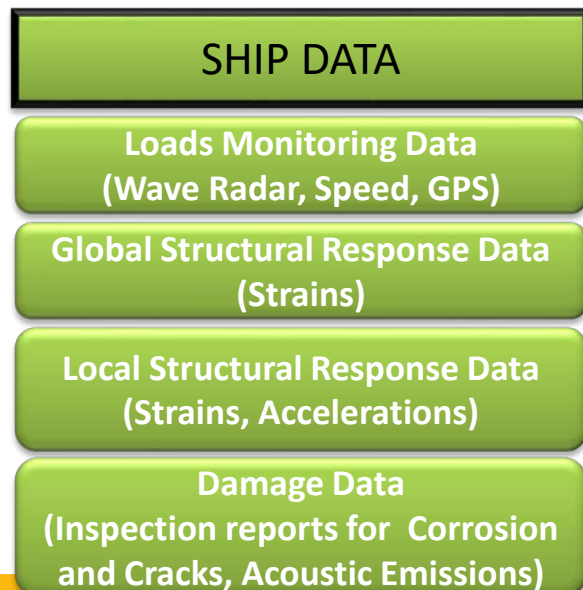 SHIP DATA
Loads Monitoring Data
(Wave Radar, Speed, GPS)
Global Structural Response Data
(Strains)
Local Structural Response Data
(Strains, Accelerations)
Damage Data
(Inspection reports for Corrosion
and Cracks, Acoustic Emissions)